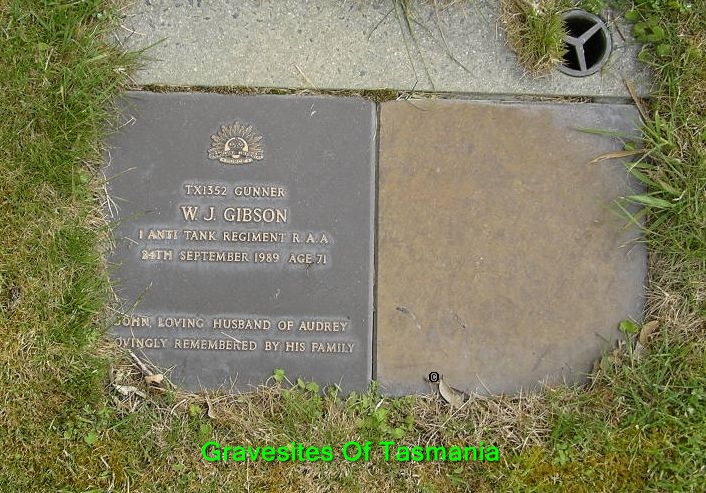 TX1352 GUNNER
W. J. GIBSON
1 ANTI TANK REGIMENT R.A.A
24TH SEPTEMBER 1989 AGE 71
JOHN, LOVING HUSBAND OF AUDREY
LOVINGLY REMEMBERED BY HIS FAMILY
©
Gravesites Of Tasmania